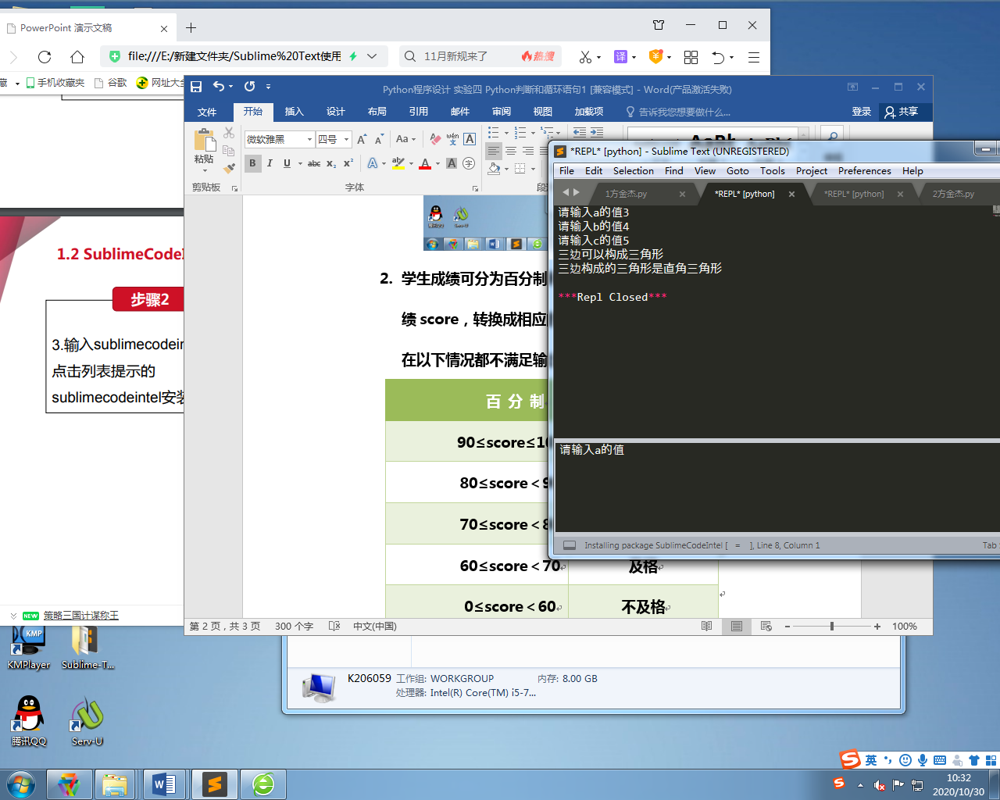 PowerPoint 演示文稿
file:///E:/新建文件夹/Sublime%20Text使用
11月新规来了
热搜
译
藏
手机收藏夹
谷歌
网址大全
1.2 SublimeCodeI
步骤2
3.输入sublimecodein
点击列表提示的
sublimecodeintel安装
NEW 策略三国计谋称王
Python程序设计 实验四 Python判断和循环语句1 [兼容模式] - Word(产品激活失败)
文件 开始 插入 设计 布局 引用 邮件 审阅 视图 加载项 告诉我您想要做什么... 登录 共享
粘贴
微软雅黑 四号
剪贴板 字体
2. 学生成绩可分为百分制
绩 score，转换成相应
在以下情况都不满足输
百 分 制
90≤score≤10
80≤score＜9
70≤score＜8
60≤score＜70 及格
0≤score＜60 不及格
第 2 页，共 3 页 300 个字 中文(中国) 100%
*REPL* [python] - Sublime Text (UNREGISTERED)
File Edit Selection Find View Goto Tools Project Preferences Help
1方金杰.py *REPL* [python] *REPL* [python] 2方金杰.py
请输入a的值3
请输入b的值4
请输入c的值5
三边可以构成三角形
三边构成的三角形是直角三角形
***Repl Closed***
请输入a的值
Installing package SublimeCodeIntel [ = ], Line 8, Column 1 Tab
K206059 工作组: WORKGROUP 内存: 8.00 GB
处理器: Intel(R) Core(TM) i5-7...
KMPlayer
Sublime-T...
腾讯QQ
Serv-U
英
10:32
2020/10/30